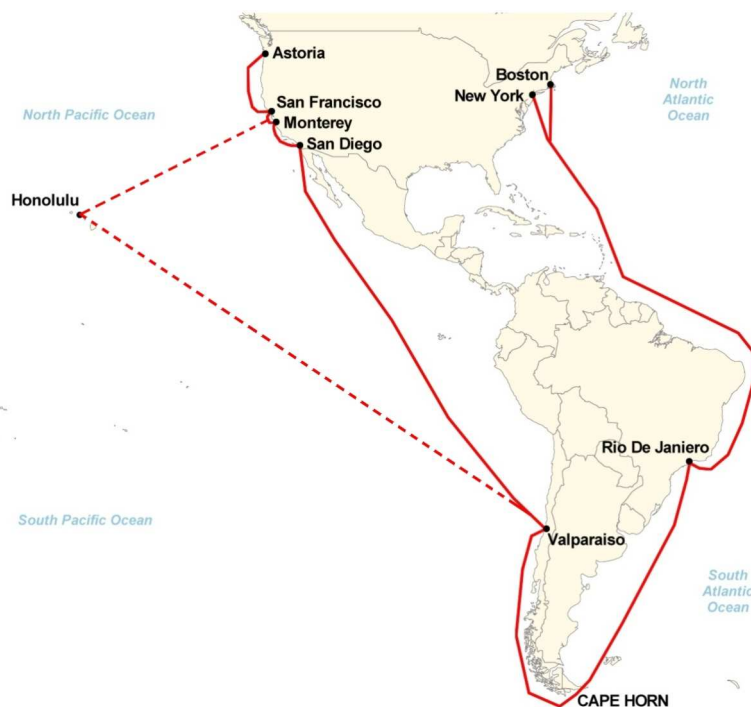 Astoria
Boston
North
Atlantic
Ocean
New York
San Francisco
North Pacific Ocean
Monterey
San Diego
Honolulu
Rio De Janiero
South Pacific Ocean
Valparaiso
South
Atlantic
Ocean
CAPE HORN